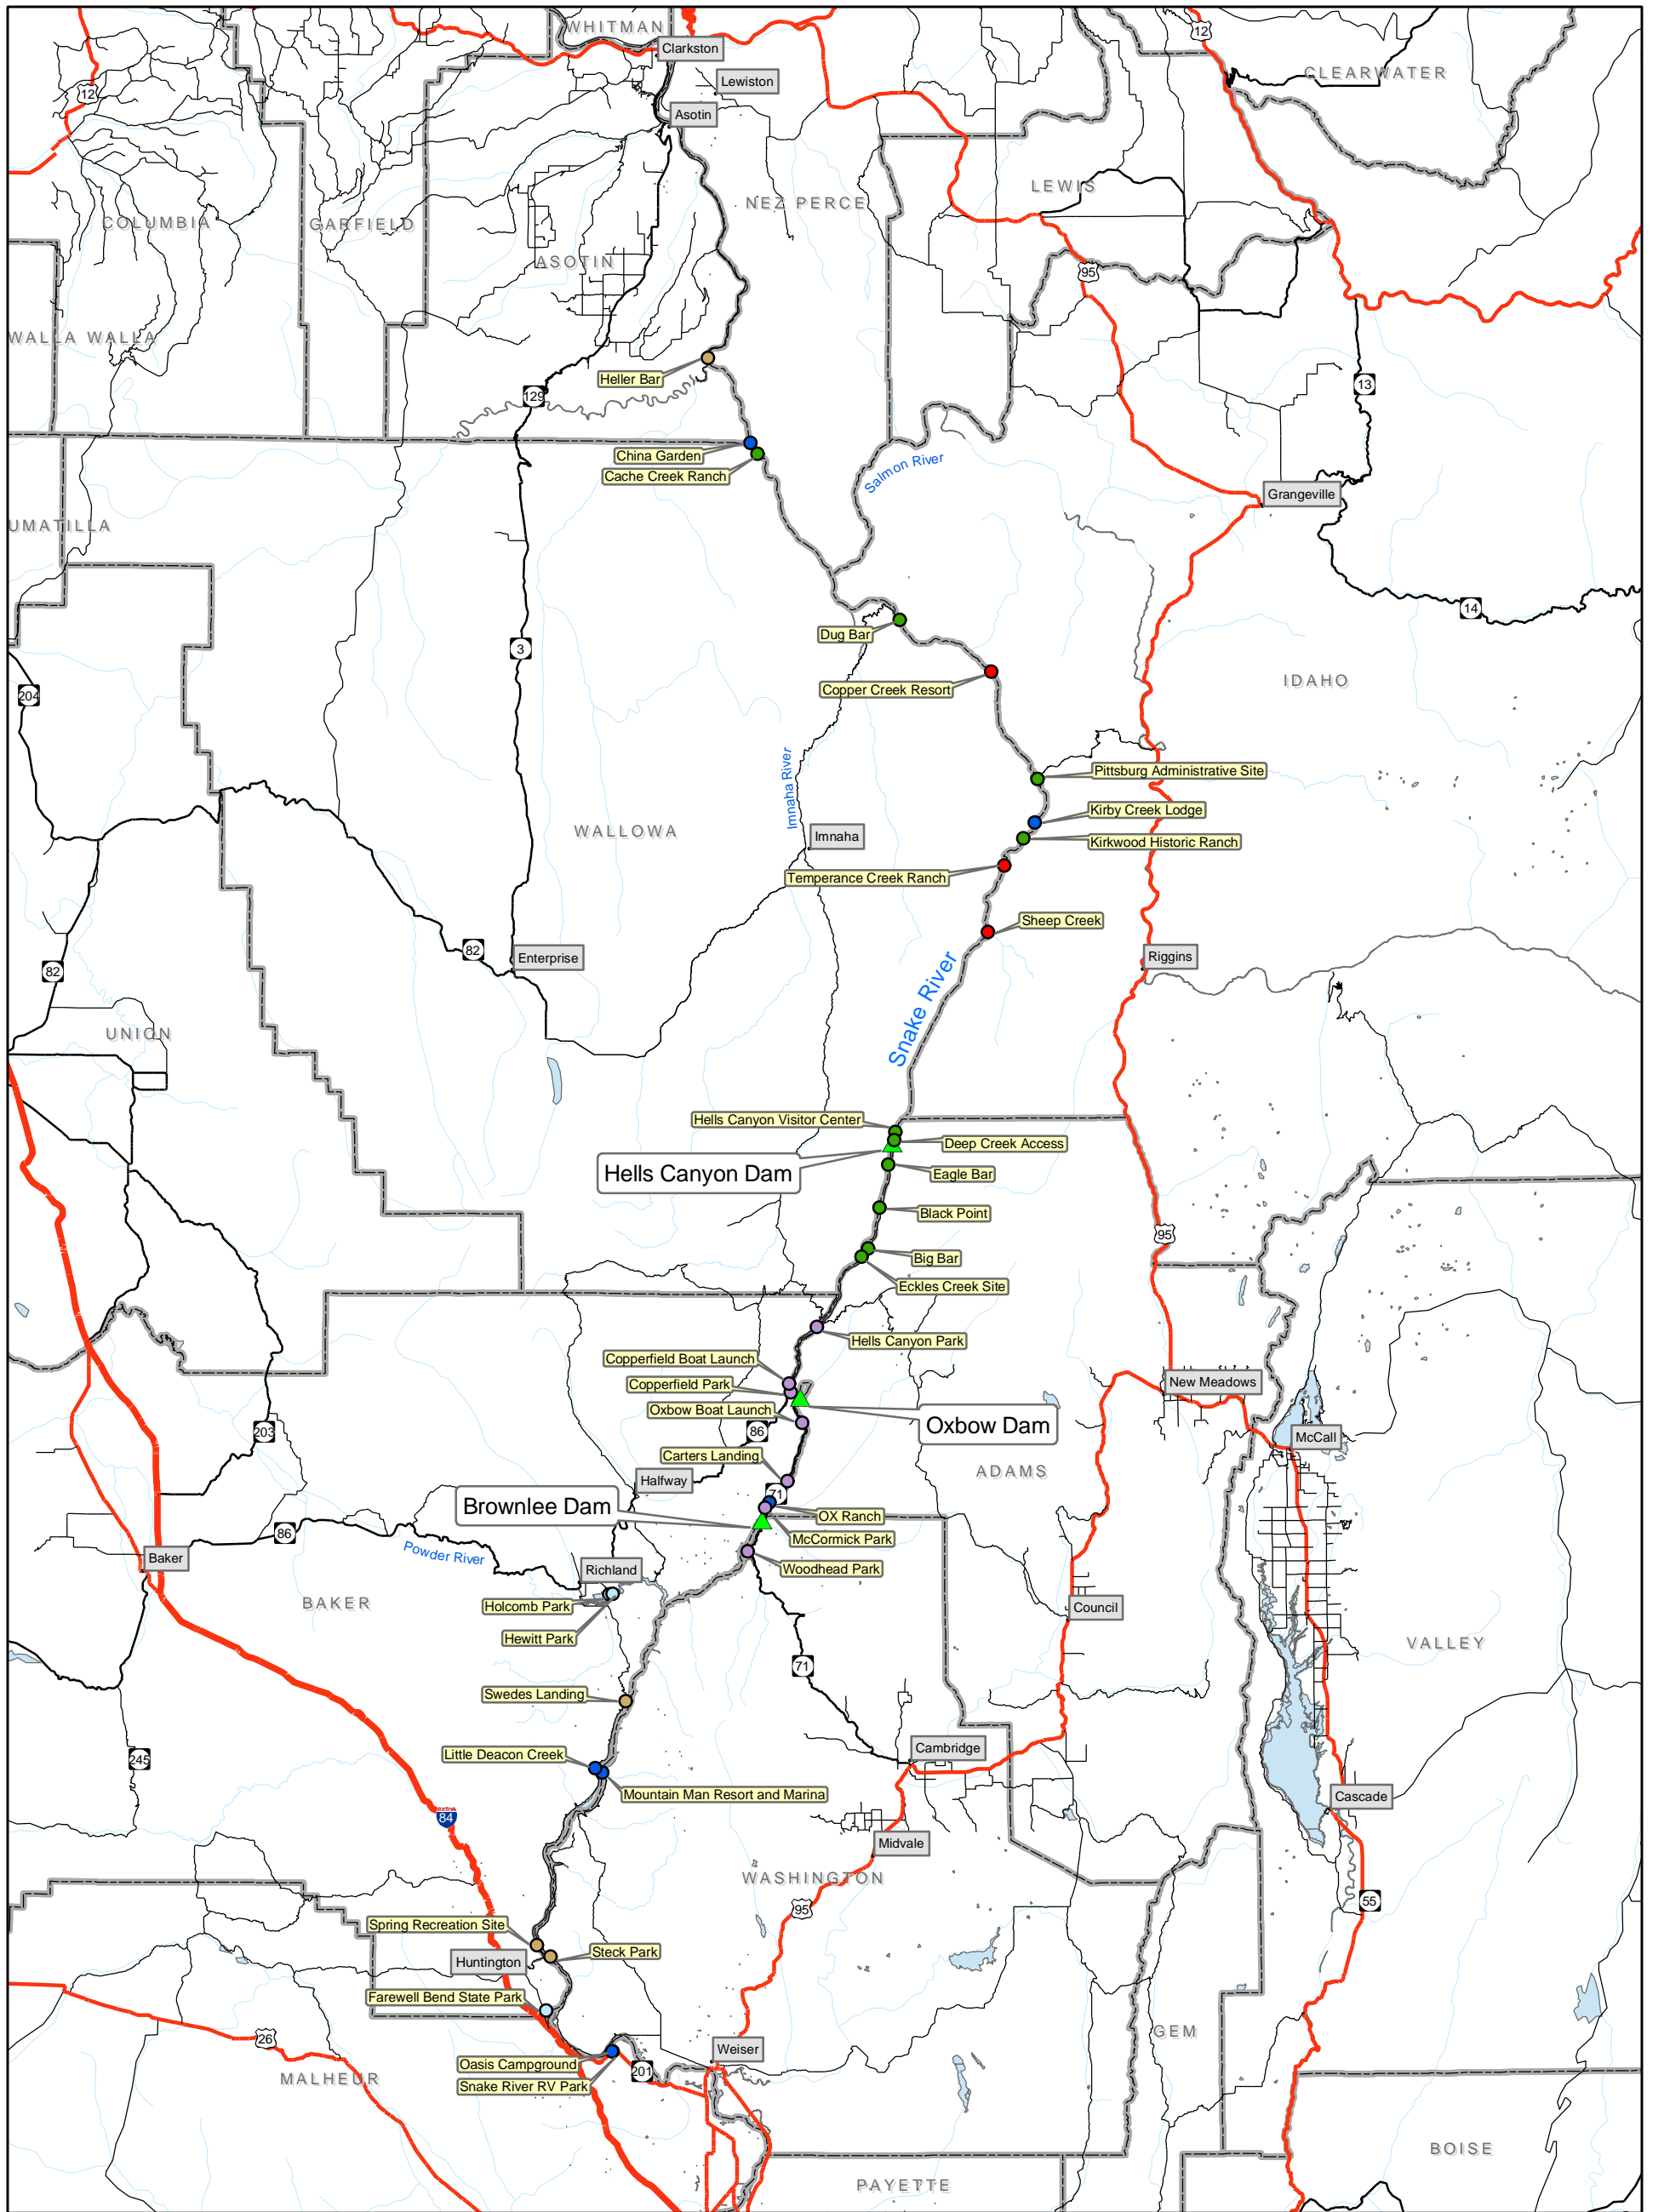 WHITMAN
12
Clarkston
CLEARWATER
Lewiston
12
Asotin
LEWIS
NEZ PERCE
COLUMBIA
GARFIELD
ASOTIN
95
WALLA WALLA
Heller Bar
129
13
China Garden
Salmon River
Cache Creek Ranch
Grangeville
UMATILLA
14
Dug Bar
3
IDAHO
Copper Creek Resort
204
Pittsburg Administrative Site
Imnaha River
Kirby Creek Lodge
WALLOWA
Imnaha
Kirkwood Historic Ranch
Temperance Creek Ranch
Sheep Creek
82
Enterprise
Riggins
82
Snake River
UNION
Hells Canyon Visitor Center
Deep Creek Access
Hells Canyon Dam
Eagle Bar
Black Point
95
Big Bar
Eckles Creek Site
Hells Canyon Park
Copperfield Boat Launch
Copperfield Park
New Meadows
Oxbow Boat Launch
Oxbow Dam
203
86
McCall
Carters Landing
ADAMS
Halfway
71
Brownlee Dam
OX Ranch
86
McCormick Park
Powder River
Baker
Richland
Woodhead Park
BAKER
Holcomb Park
Council
Hewitt Park
VALLEY
71
Swedes Landing
Cambridge
Little Deacon Creek
245
Mountain Man Resort and Marina
Cascade
84
Midvale
WASHINGTON
55
95
Spring Recreation Site
Steck Park
Huntington
Farewell Bend State Park
GEM
26
Weiser
Oasis Campground
201
MALHEUR
Snake River RV Park
BOISE
PAYETTE